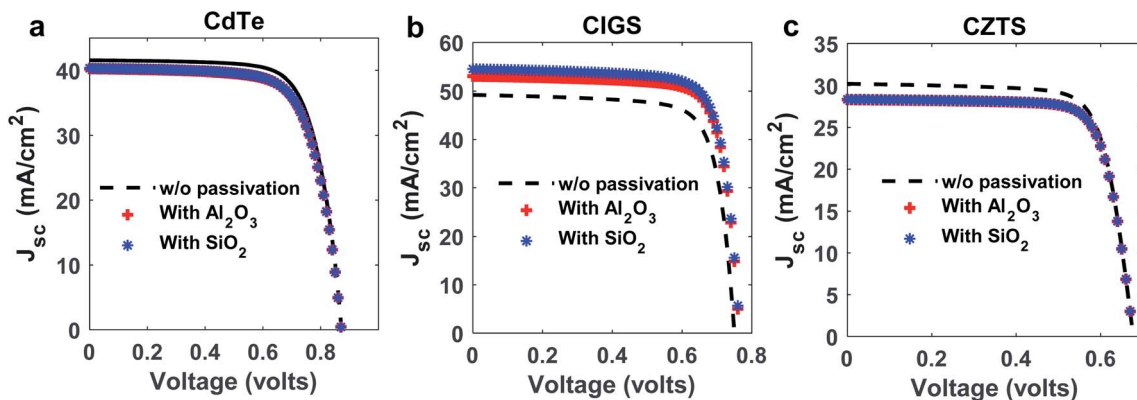 a
CdTe
J_sc (mA/cm²)
40
30
20
10
0
w/o passivation
With Al₂O₃
With SiO₂
0 0.2 0.4 0.6 0.8
Voltage (volts)
b
CIGS
J_sc (mA/cm²)
60
50
40
30
20
10
0
w/o passivation
With Al₂O₃
With SiO₂
0 0.2 0.4 0.6 0.8
Voltage (volts)
c
CZTS
J_sc (mA/cm²)
35
30
25
20
15
10
5
0
w/o passivation
With Al₂O₃
With SiO₂
0 0.2 0.4 0.6
Voltage (volts)